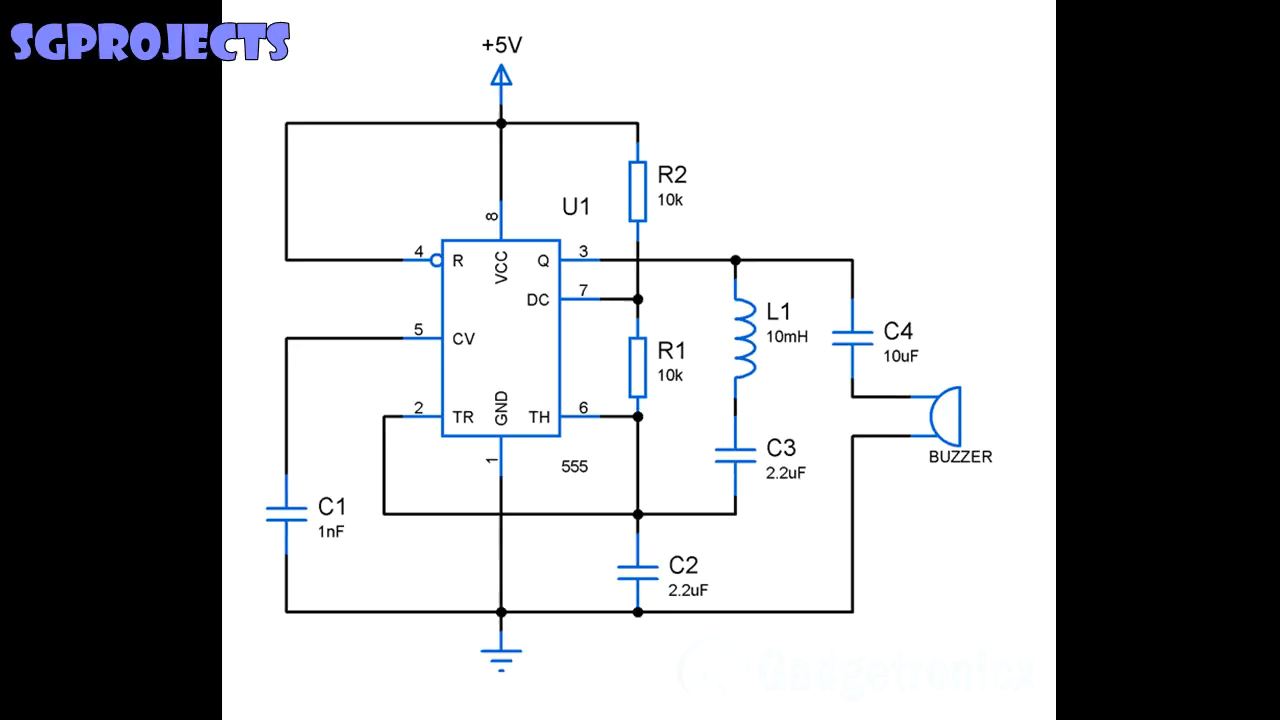 SGPROJECTS
+5V
R2
10k
U1
8
4
R
VCC
Q
3
DC
7
5
CV
L1
10mH
C4
10uF
R1
10k
2
TR
GND
TH
6
1
555
C3
2.2uF
BUZZER
C1
1nF
C2
2.2uF
Gadgetronicx